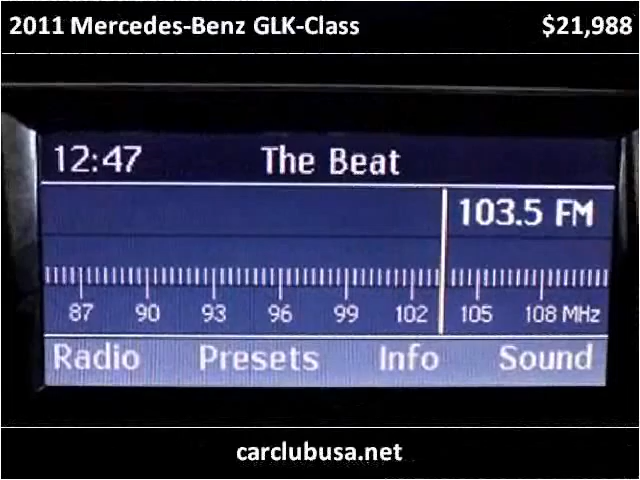 2011 Mercedes-Benz GLK-Class $21,988
12:47 The Beat
103.5 FM
87 90 93 96 99 102 105 108 MHz
Radio Presets Info Sound
carclubusa.net